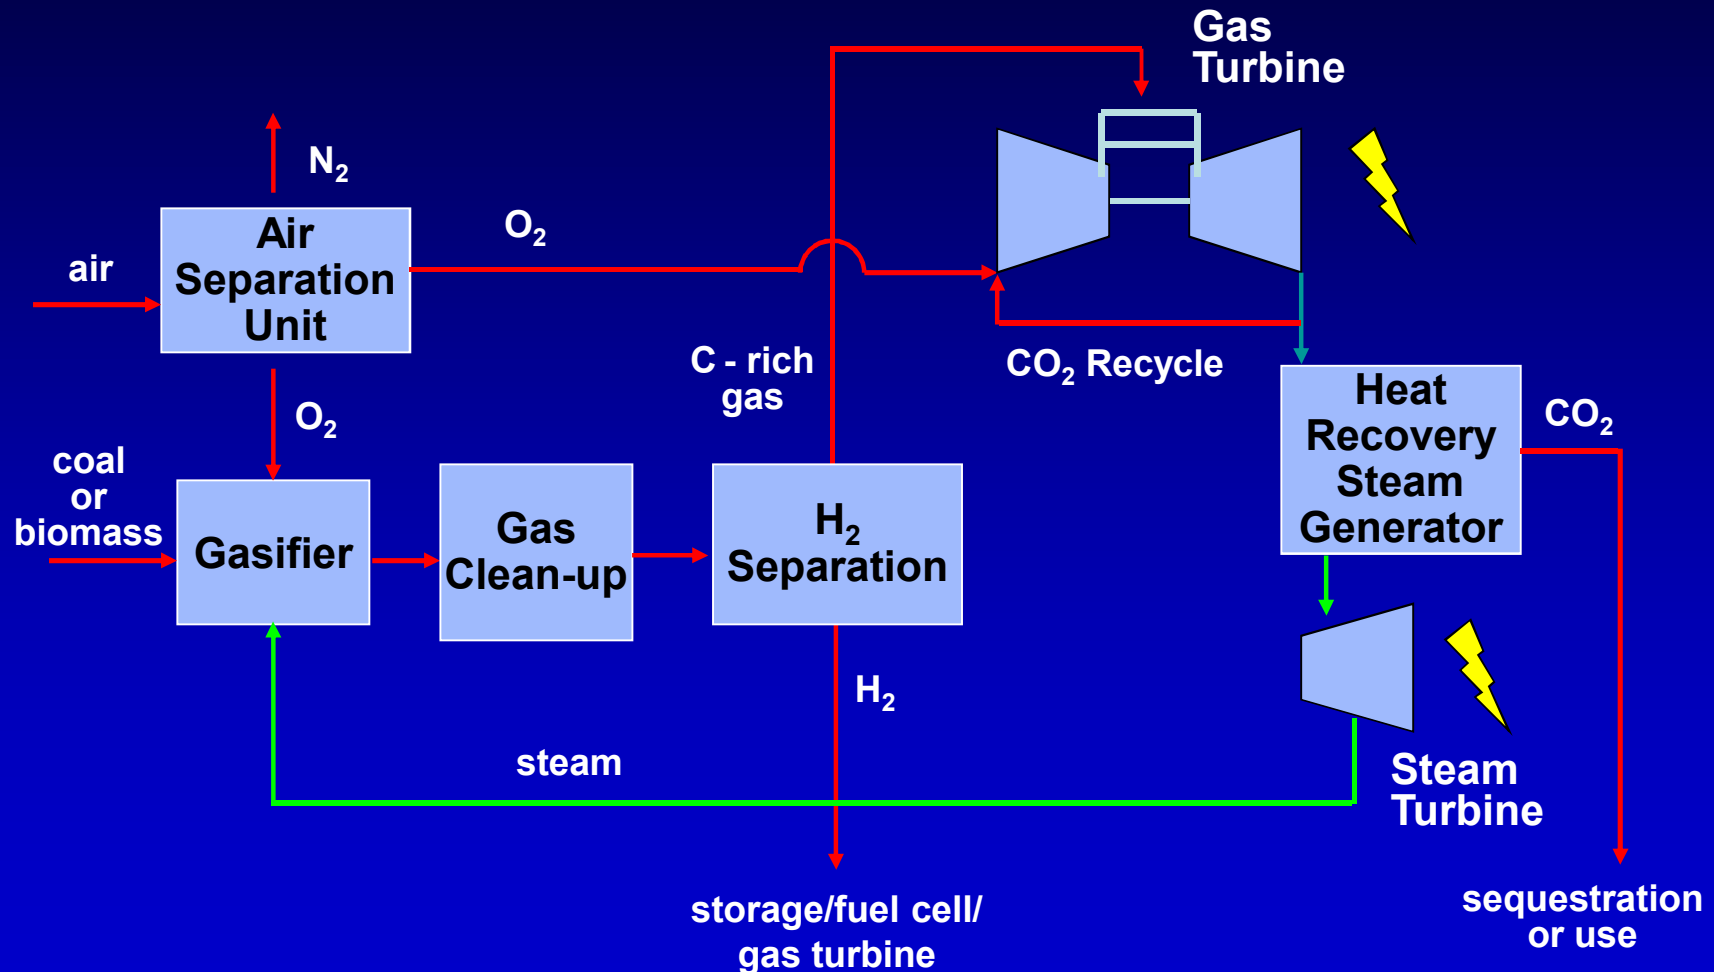 Gas
Turbine
N₂
Air
Separation
Unit
air
O₂
O₂
C - rich
gas
CO₂ Recycle
Heat
Recovery
Steam
Generator
CO₂
coal
or
biomass
Gasifier
Gas
Clean-up
H₂
Separation
H₂
steam
Steam
Turbine
storage/fuel cell/
gas turbine
sequestration
or use